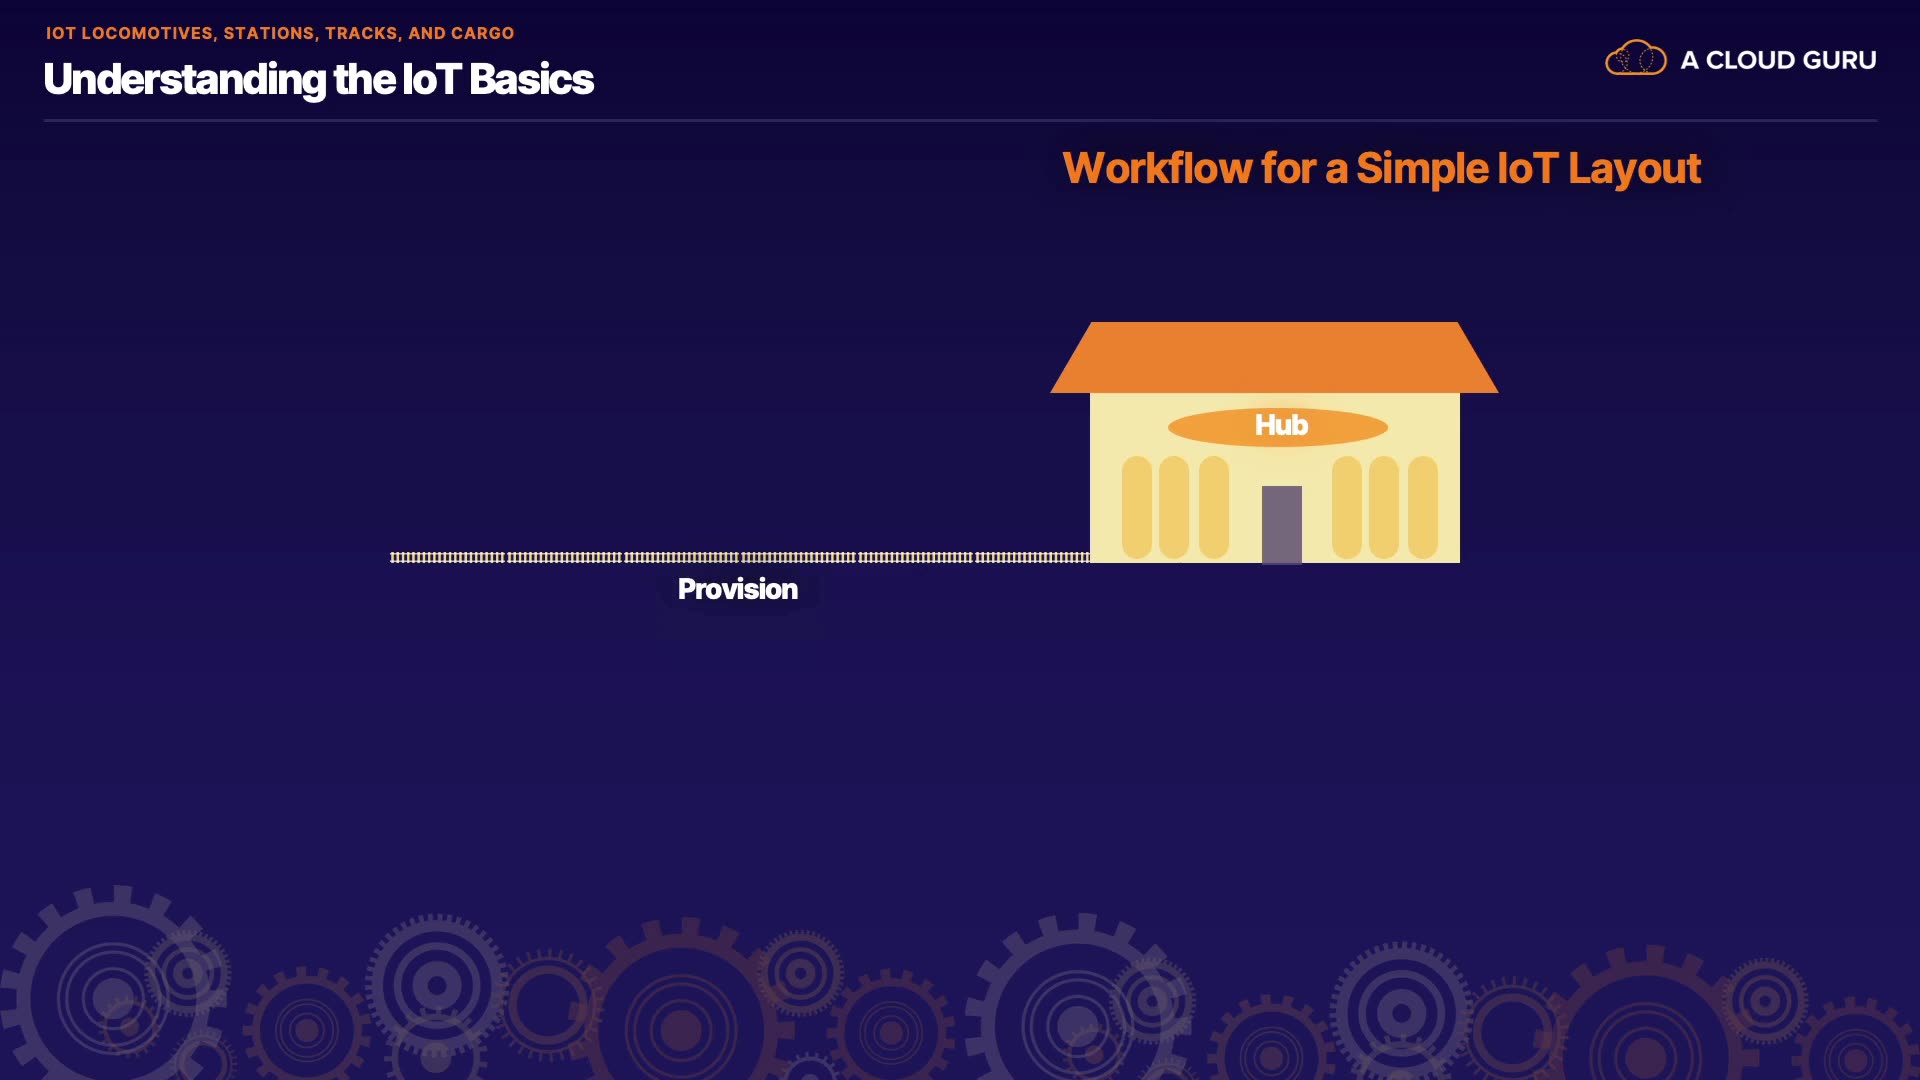 IOT LOCOMOTIVES, STATIONS, TRACKS, AND CARGO
Understanding the IoT Basics
A CLOUD GURU
Workflow for a Simple IoT Layout
Hub
Provision